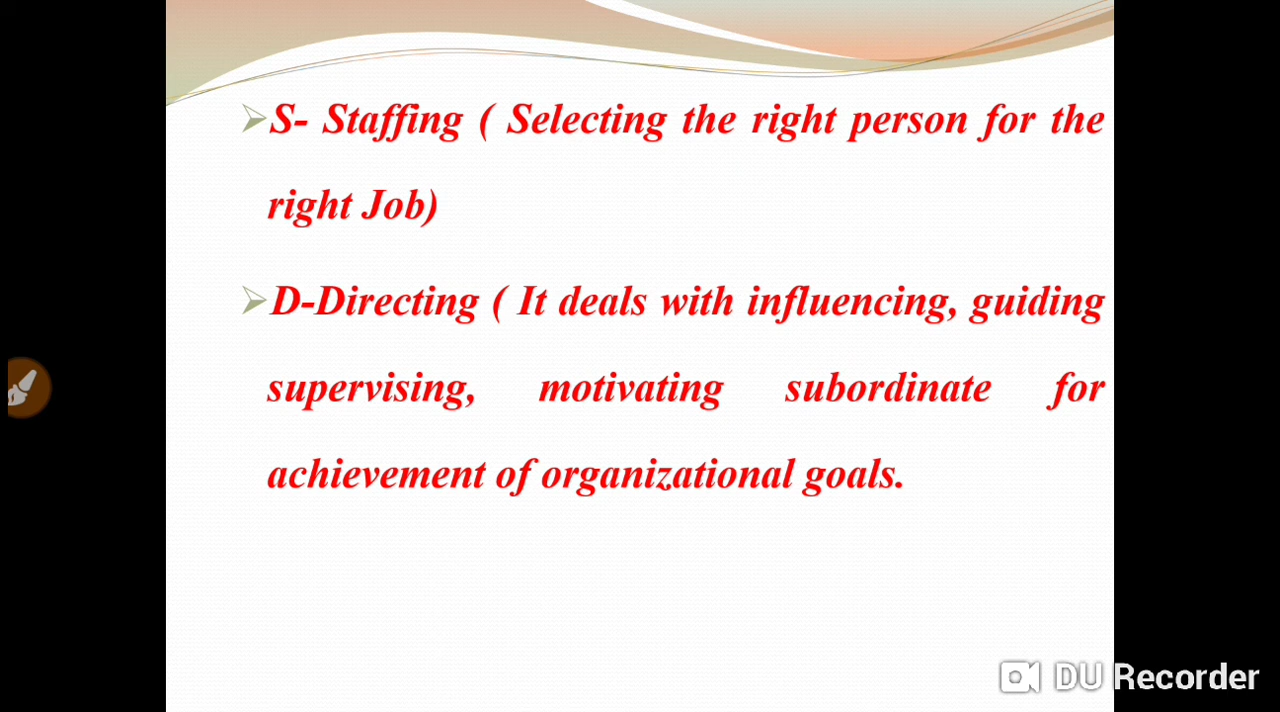 S- Staffing ( Selecting the right person for the
right Job)
D-Directing ( It deals with influencing, guiding
supervising, motivating subordinate for
achievement of organizational goals.
DU Recorder